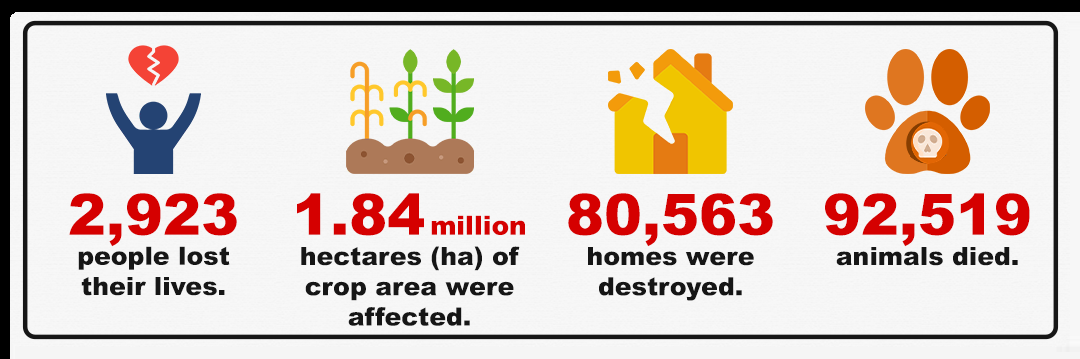 2,923
people lost
their lives.
1.84 million
hectares (ha) of
crop area were
affected.
80,563
homes were
destroyed.
92,519
animals died.